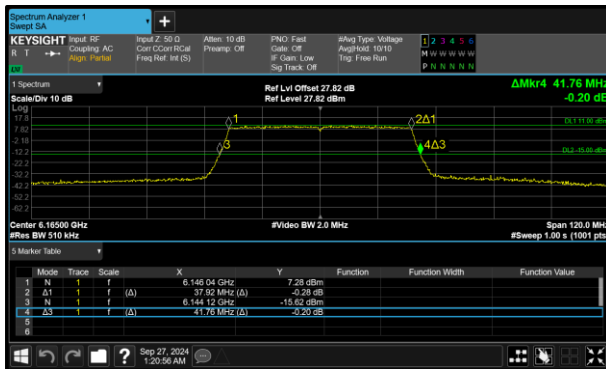 Spectrum Analyzer 1
Swept SA
KEYSIGHT Input: RF Input Z: 50 Ω Atten: 10 dB PNO: Fast #Avg Type: Voltage 1 2 3 4 5 6
R T Coupling: AC Corr CCorr RCal Preamp: Off Gate: Off Avg|Hold: 10/10 M W W W W W
Align: Partial Freq Ref: Int (S) IF Gain: Low Trig: Free Run
Sig Track: Off P N N N N N
1 Spectrum Ref Lvl Offset 27.82 dB ΔMkr4 41.76 MHz
Scale/Div 10 dB Ref Level 27.82 dBm -0.20 dB
Log
17.8 1 2Δ1 DL1 11.00 dBm
7.82
-2.18 3 4Δ3
-12.2 DL2 -15.00 dBm
-22.2
-32.2
-42.2
-52.2
-62.2
Center 6.16500 GHz #Video BW 2.0 MHz Span 120.0 MHz
#Res BW 510 kHz #Sweep 1.00 s (1001 pts
5 Marker Table
Mode Trace Scale X Y Function Function Width Function Value
1 N 1 f 6.146 04 GHz 7.28 dBm
2 Δ1 1 f (Δ) 37.92 MHz (Δ) -0.28 dB
3 N 1 f 6.144 12 GHz -15.62 dBm
4 Δ3 1 f (Δ) 41.76 MHz (Δ) -0.20 dB
5
6
? Sep 27, 2024
1:20:56 AM